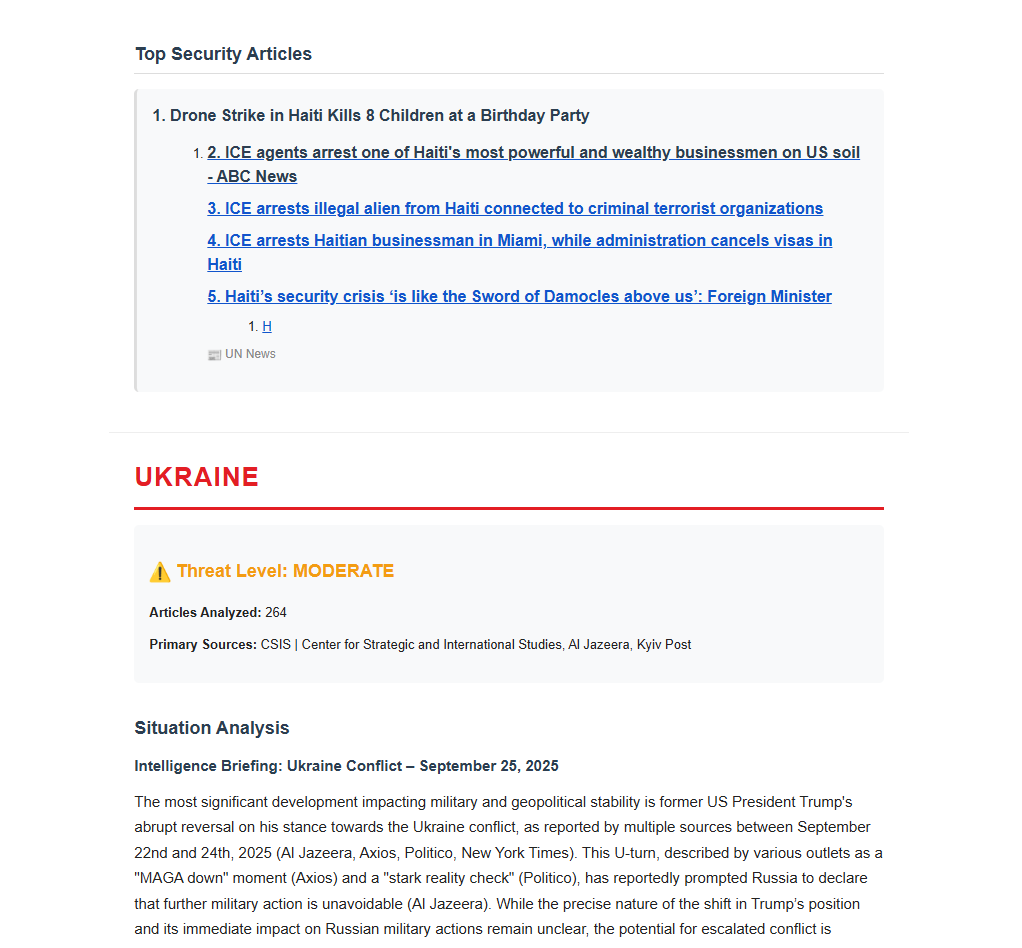 Top Security Articles
1. Drone Strike in Haiti Kills 8 Children at a Birthday Party
1. 2. ICE agents arrest one of Haiti's most powerful and wealthy businessmen on US soil
- ABC News
3. ICE arrests illegal alien from Haiti connected to criminal terrorist organizations
4. ICE arrests Haitian businessman in Miami, while administration cancels visas in
Haiti
5. Haiti’s security crisis ‘is like the Sword of Damocles above us’: Foreign Minister
1. H
📰 UN News
UKRAINE
⚠️ Threat Level: MODERATE
Articles Analyzed: 264
Primary Sources: CSIS | Center for Strategic and International Studies, Al Jazeera, Kyiv Post
Situation Analysis
Intelligence Briefing: Ukraine Conflict – September 25, 2025
The most significant development impacting military and geopolitical stability is former US President Trump's
abrupt reversal on his stance towards the Ukraine conflict, as reported by multiple sources between September
22nd and 24th, 2025 (Al Jazeera, Axios, Politico, New York Times). This U-turn, described by various outlets as a
"MAGA down" moment (Axios) and a "stark reality check" (Politico), has reportedly prompted Russia to declare
that further military action is unavoidable (Al Jazeera). While the precise nature of the shift in Trump’s position
and its immediate impact on Russian military actions remain unclear, the potential for escalated conflict is